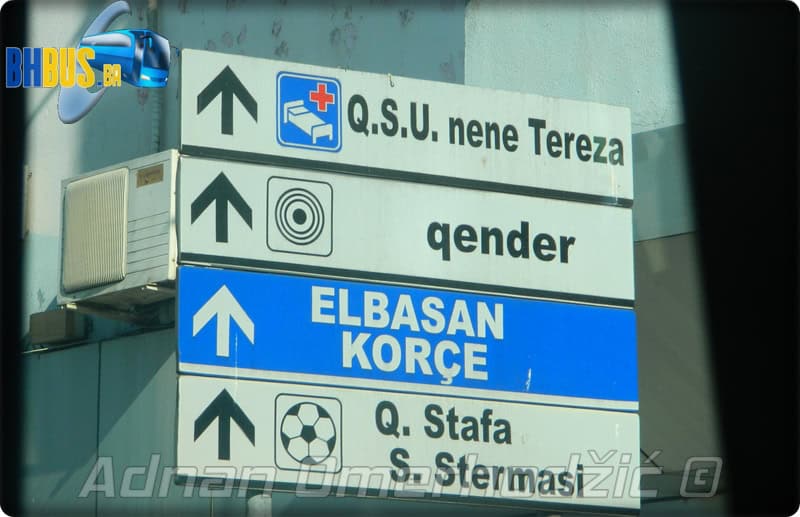 BHBUS.BA
Q.S.U. nene Tereza
qender
ELBASAN
KORÇE
Q. Stafa
S. Stermasi
Adnan Omerhodžić ©